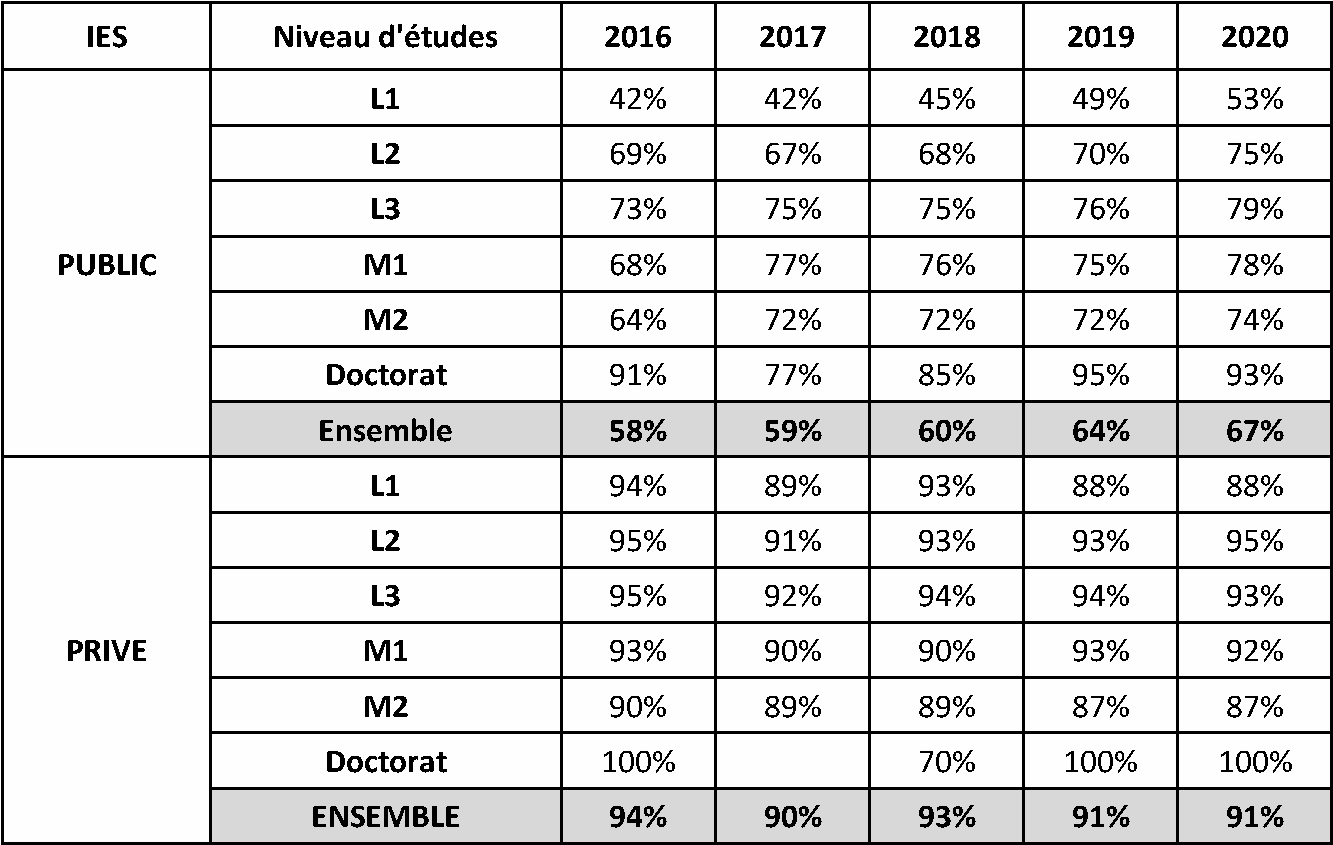 IES Niveau d'études 2016 2017 2018 2019 2020
L1 42% 42% 45% 49% 53%
L2 69% 67% 68% 70% 75%
L3 73% 75% 75% 76% 79%
PUBLIC M1 68% 77% 76% 75% 78%
M2 64% 72% 72% 72% 74%
Doctorat 91% 77% 85% 95% 93%
Ensemble 58% 59% 60% 64% 67%
L1 94% 89% 93% 88% 88%
L2 95% 91% 93% 93% 95%
L3 95% 92% 94% 94% 93%
PRIVE M1 93% 90% 90% 93% 92%
M2 90% 89% 89% 87% 87%
Doctorat 100% 70% 100% 100%
ENSEMBLE 94% 90% 93% 91% 91%